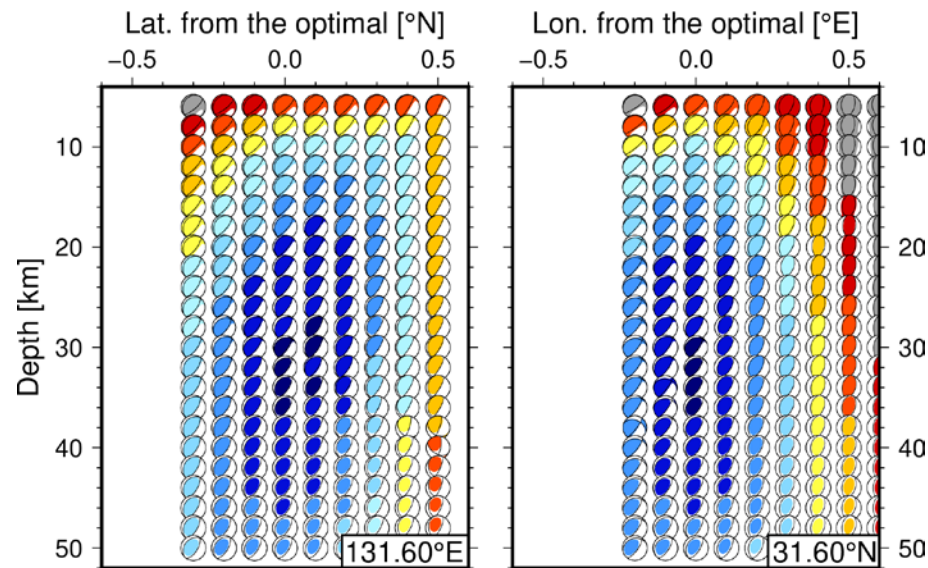 Lat. from the optimal [°N]
Lon. from the optimal [°E]
−0.5 0.0 0.5
−0.5 0.0 0.5
Depth [km]
10 10
20 20
30 30
40 40
50 50
131.60°E
31.60°N